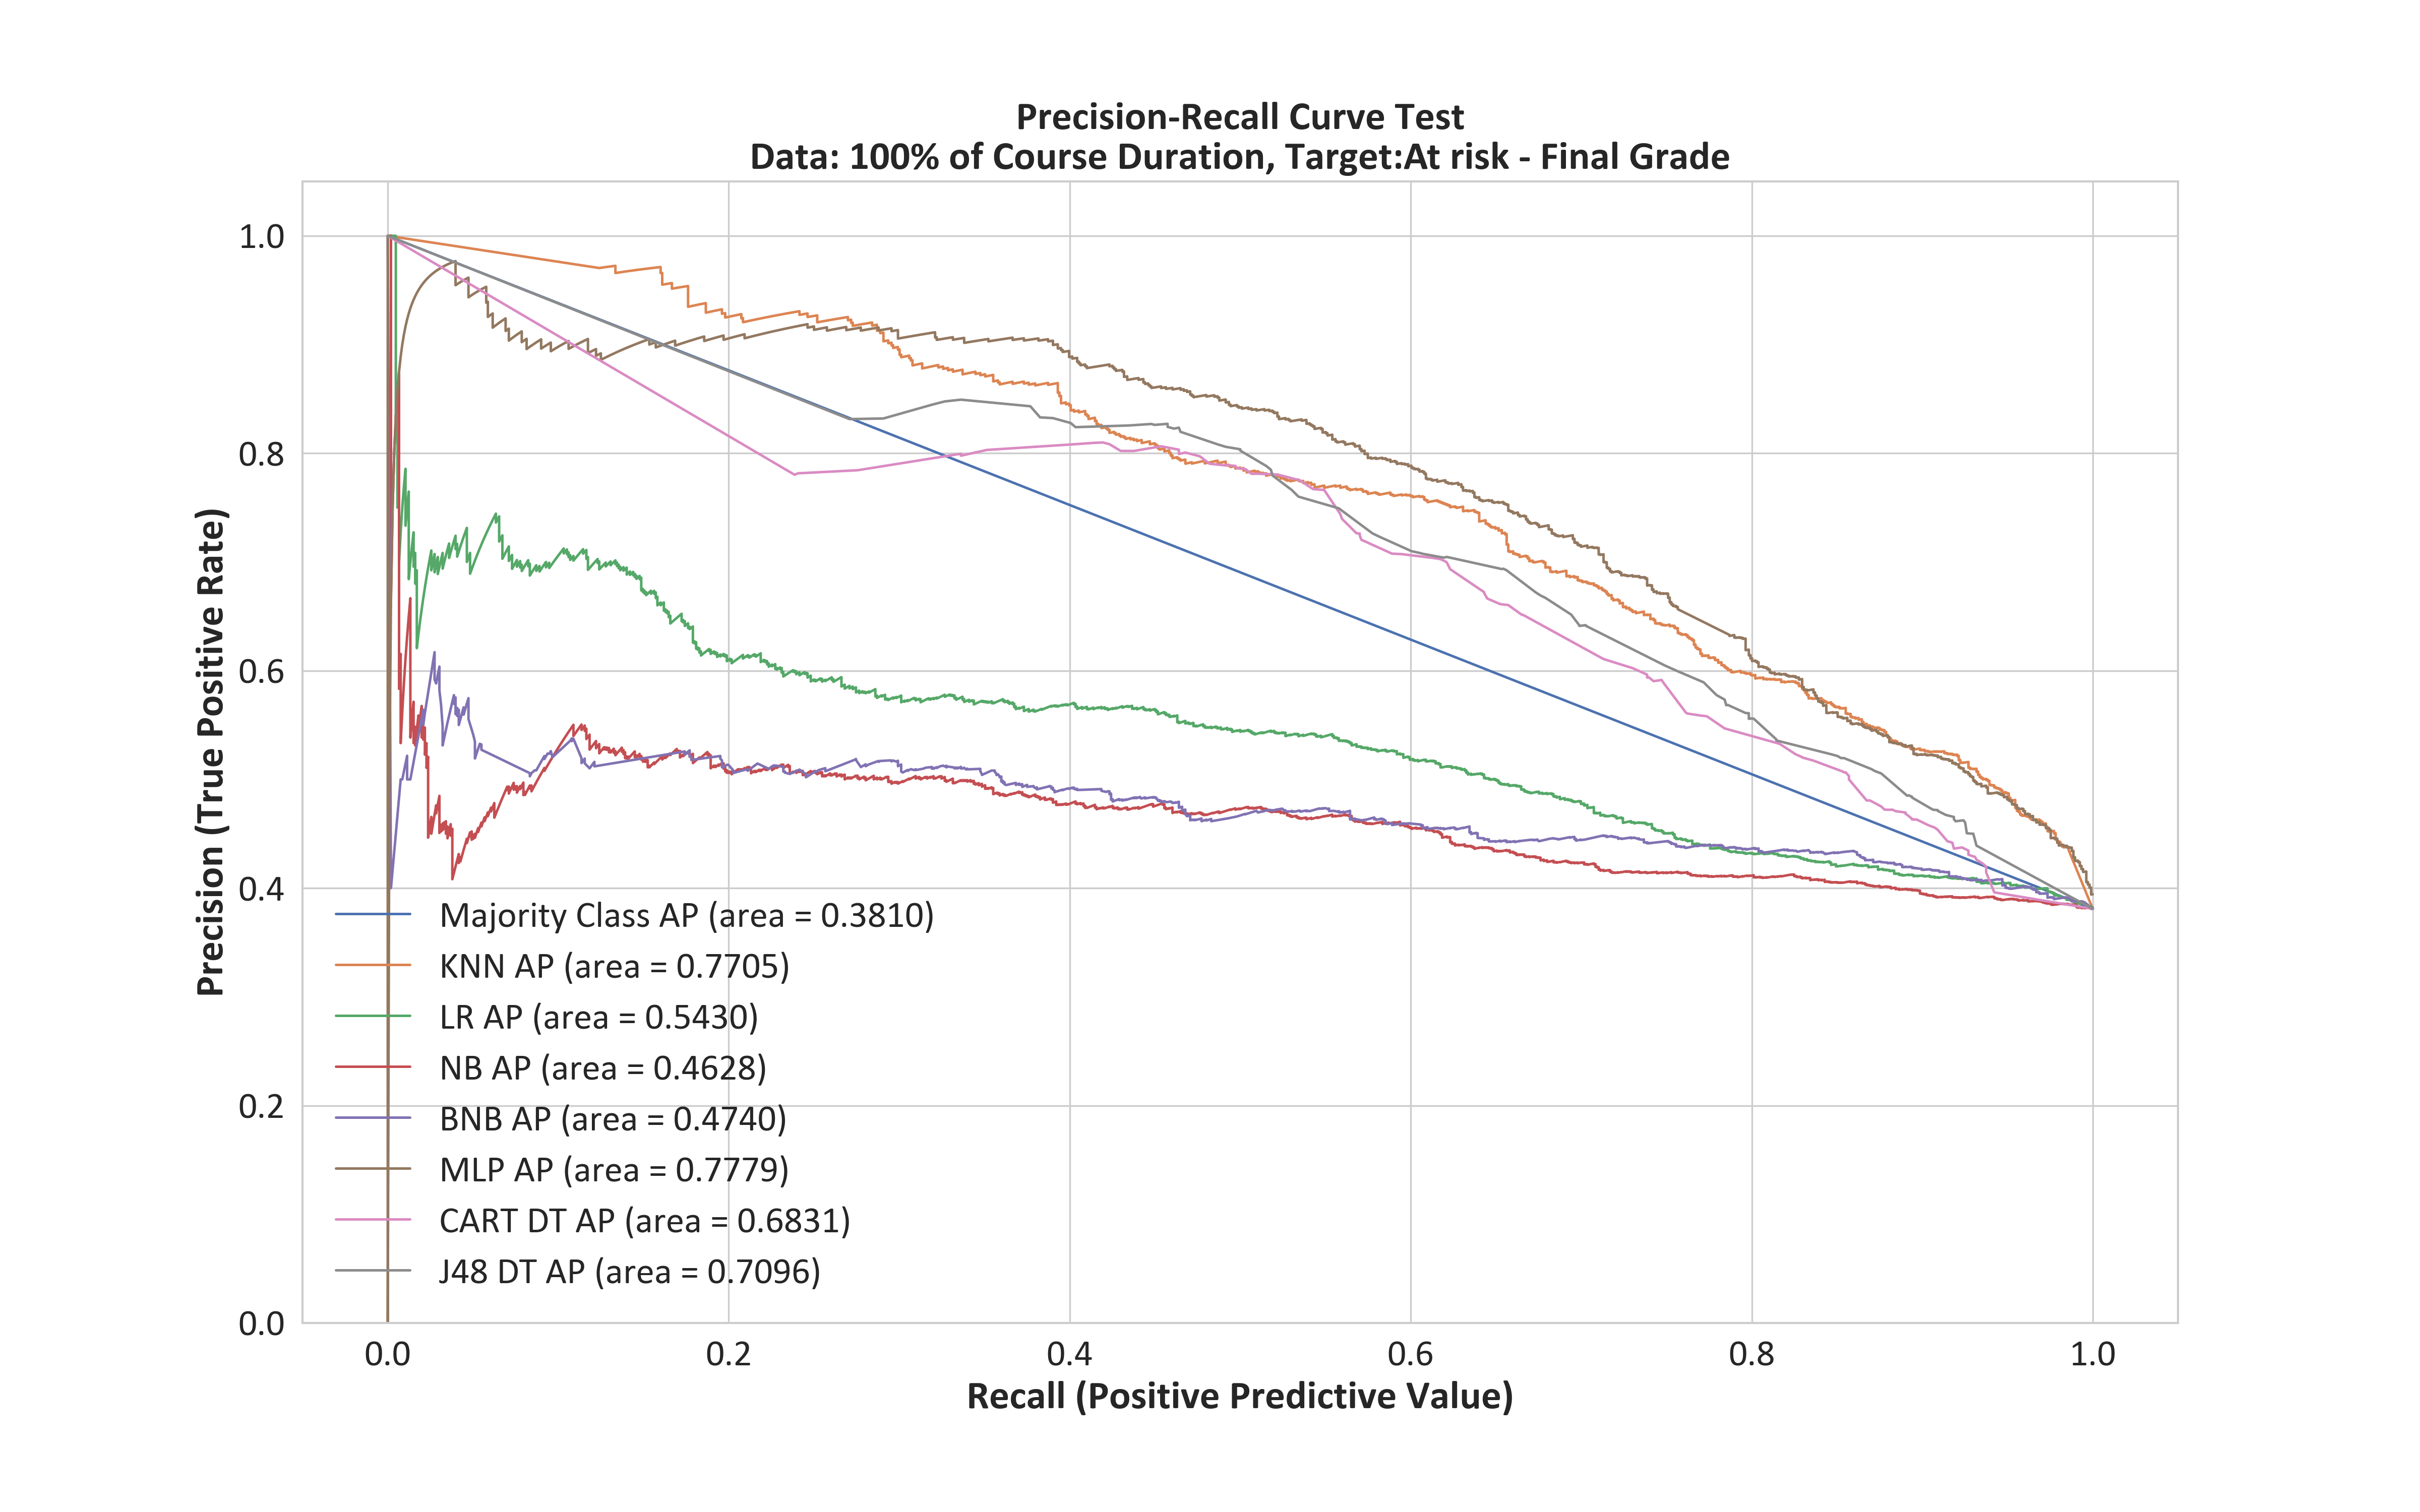 Precision-Recall Curve Test
Data: 100% of Course Duration, Target:At risk - Final Grade
Precision (True Positive Rate)
1.0
0.8
0.6
0.4
0.2
0.0
Majority Class AP (area = 0.3810)
KNN AP (area = 0.7705)
LR AP (area = 0.5430)
NB AP (area = 0.4628)
BNB AP (area = 0.4740)
MLP AP (area = 0.7779)
CART DT AP (area = 0.6831)
J48 DT AP (area = 0.7096)
0.0 0.2 0.4 0.6 0.8 1.0
Recall (Positive Predictive Value)